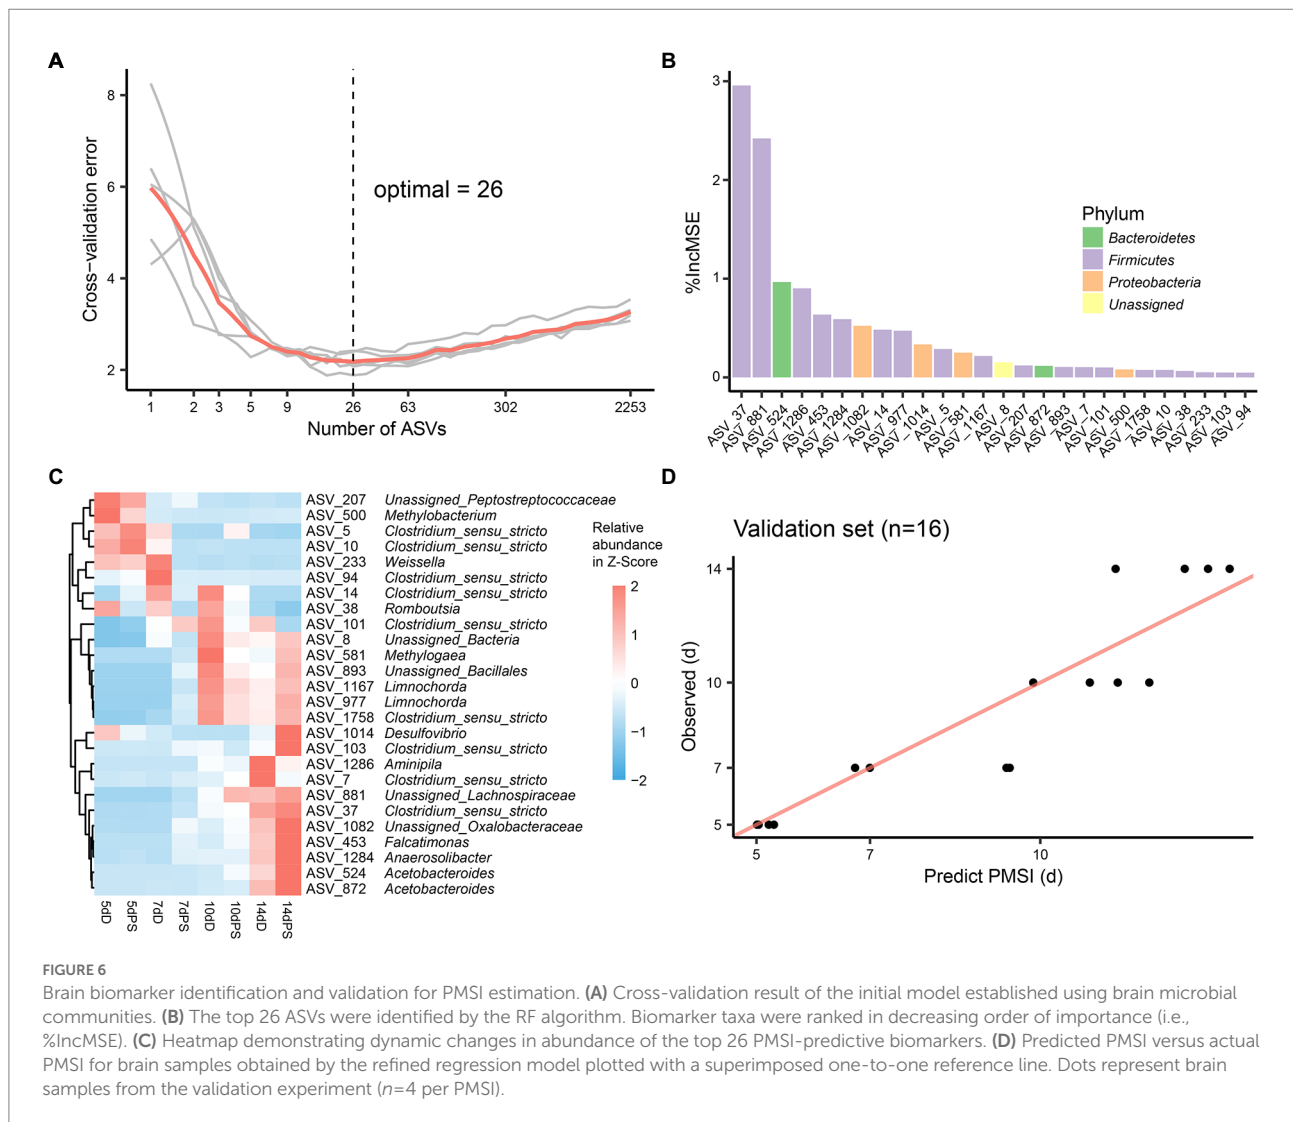 A
Cross-validation error
8
6
4
2
optimal = 26
1 2 3 5 9 26 63 302 2253
Number of ASVs
B
%IncMSE
3
2
1
0
Phylum
Bacteroidetes
Firmicutes
Proteobacteria
Unassigned
ASV_37
ASV_881
ASV_524
ASV_1286
ASV_453
ASV_1284
ASV_1082
ASV_14
ASV_977
ASV_1014
ASV_5
ASV_581
ASV_1167
ASV_8
ASV_207
ASV_872
ASV_893
ASV_7
ASV_101
ASV_500
ASV_1758
ASV_10
ASV_38
ASV_233
ASV_103
ASV_94
C
ASV_207 Unassigned_Peptostreptococcaceae
ASV_500 Methylobacterium
ASV_5 Clostridium_sensu_stricto
ASV_10 Clostridium_sensu_stricto
ASV_233 Weissella
ASV_94 Clostridium_sensu_stricto
ASV_14 Clostridium_sensu_stricto
ASV_38 Romboutsia
ASV_101 Clostridium_sensu_stricto
ASV_8 Unassigned_Bacteria
ASV_581 Methylogaea
ASV_893 Unassigned_Bacillales
ASV_1167 Limnochorda
ASV_977 Limnochorda
ASV_1758 Clostridium_sensu_stricto
ASV_1014 Desulfovibrio
ASV_103 Clostridium_sensu_stricto
ASV_1286 Aminipila
ASV_7 Clostridium_sensu_stricto
ASV_881 Unassigned_Lachnospiraceae
ASV_37 Clostridium_sensu_stricto
ASV_1082 Unassigned_Oxalobacteraceae
ASV_453 Falcatimonas
ASV_1284 Anaerosolibacter
ASV_524 Acetobacteroides
ASV_872 Acetobacteroides
5dD
5dPS
7dD
7dPS
10dD
10dPS
14dD
14dPS
Relative
abundance
in Z-Score
2
1
0
−1
−2
D
Validation set (n=16)
Observed (d)
14
10
7
5
5 7 10
Predict PMSI (d)
FIGURE 6
Brain biomarker identification and validation for PMSI estimation. (A) Cross-validation result of the initial model established using brain microbial
communities. (B) The top 26 ASVs were identified by the RF algorithm. Biomarker taxa were ranked in decreasing order of importance (i.e.,
%IncMSE). (C) Heatmap demonstrating dynamic changes in abundance of the top 26 PMSI-predictive biomarkers. (D) Predicted PMSI versus actual
PMSI for brain samples obtained by the refined regression model plotted with a superimposed one-to-one reference line. Dots represent brain
samples from the validation experiment (n=4 per PMSI).